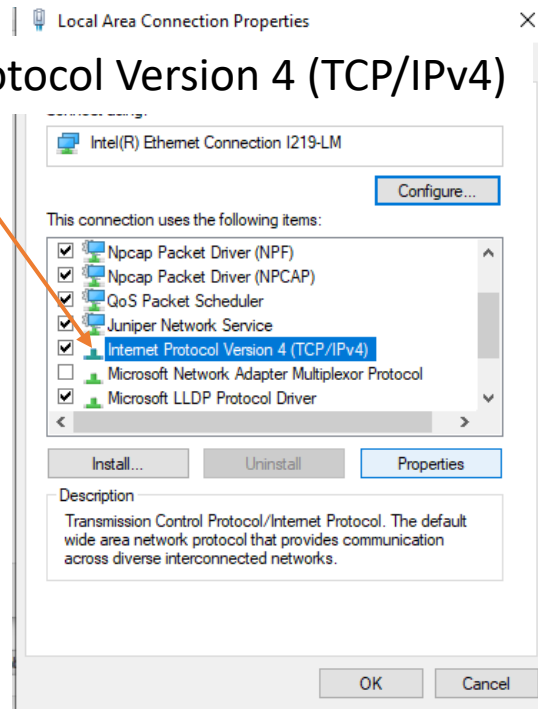 Local Area Connection Properties
otocol Version 4 (TCP/IPv4)
Intel(R) Ethernet Connection I219-LM
Configure...
This connection uses the following items:
Npcap Packet Driver (NPF)
Npcap Packet Driver (NPCAP)
QoS Packet Scheduler
Juniper Network Service
Internet Protocol Version 4 (TCP/IPv4)
Microsoft Network Adapter Multiplexor Protocol
Microsoft LLDP Protocol Driver
Install... Uninstall Properties
Description
Transmission Control Protocol/Internet Protocol. The default
wide area network protocol that provides communication
across diverse interconnected networks.
OK Cancel